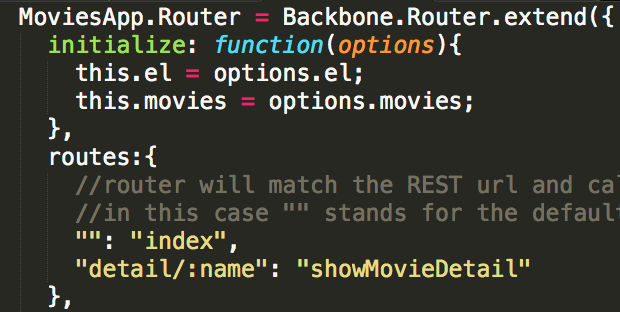 MoviesApp.Router = Backbone.Router.extend({
initialize: function(options){
this.el = options.el;
this.movies = options.movies;
},
routes:{
//router will match the REST url and
//in this case "" stands for the default
"": "index",
"detail/:name": "showMovieDetail"
},